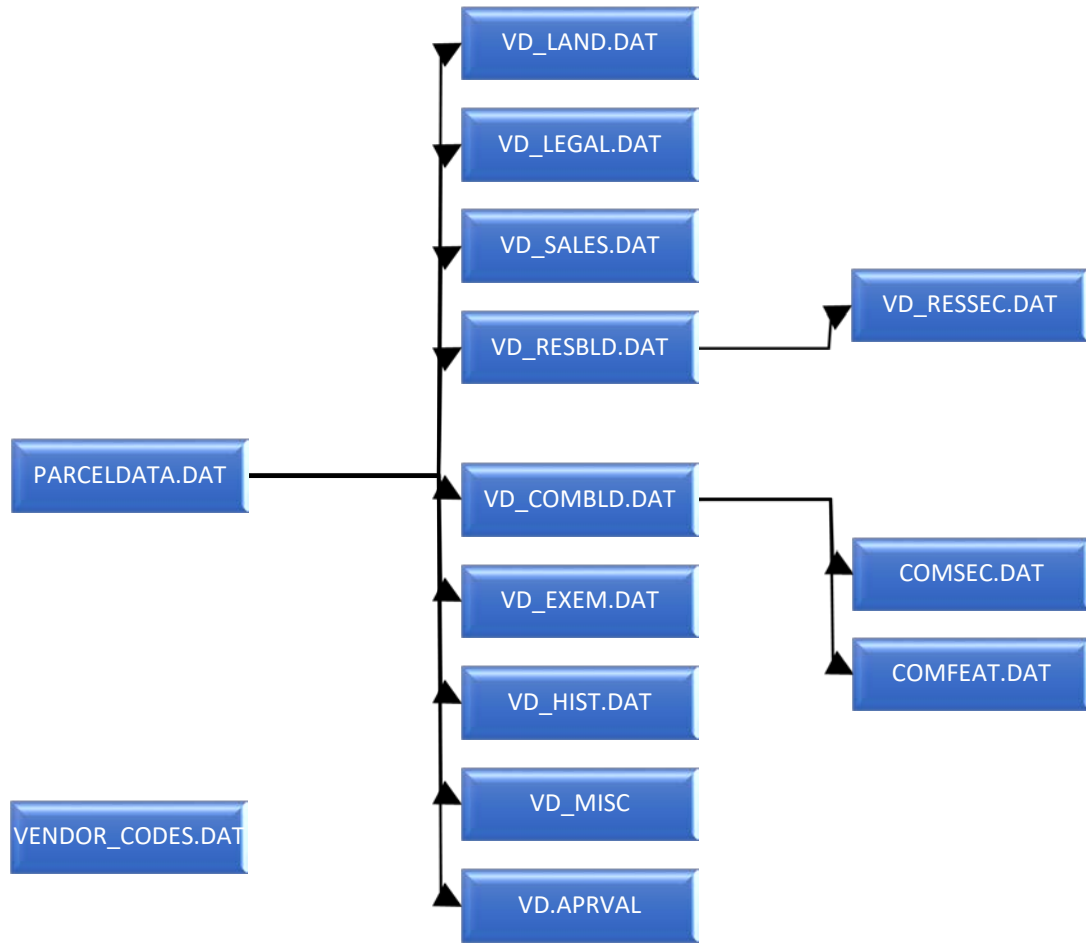 VD_LAND.DAT
VD_LEGAL.DAT
VD_SALES.DAT
VD_RESSEC.DAT
VD_RESBLD.DAT
PARCELDATA.DAT
VD_COMBLD.DAT
COMSEC.DAT
VD_EXEM.DAT
COMFEAT.DAT
VD_HIST.DAT
VD_MISC
VENDOR_CODES.DAT
VD.APRVAL